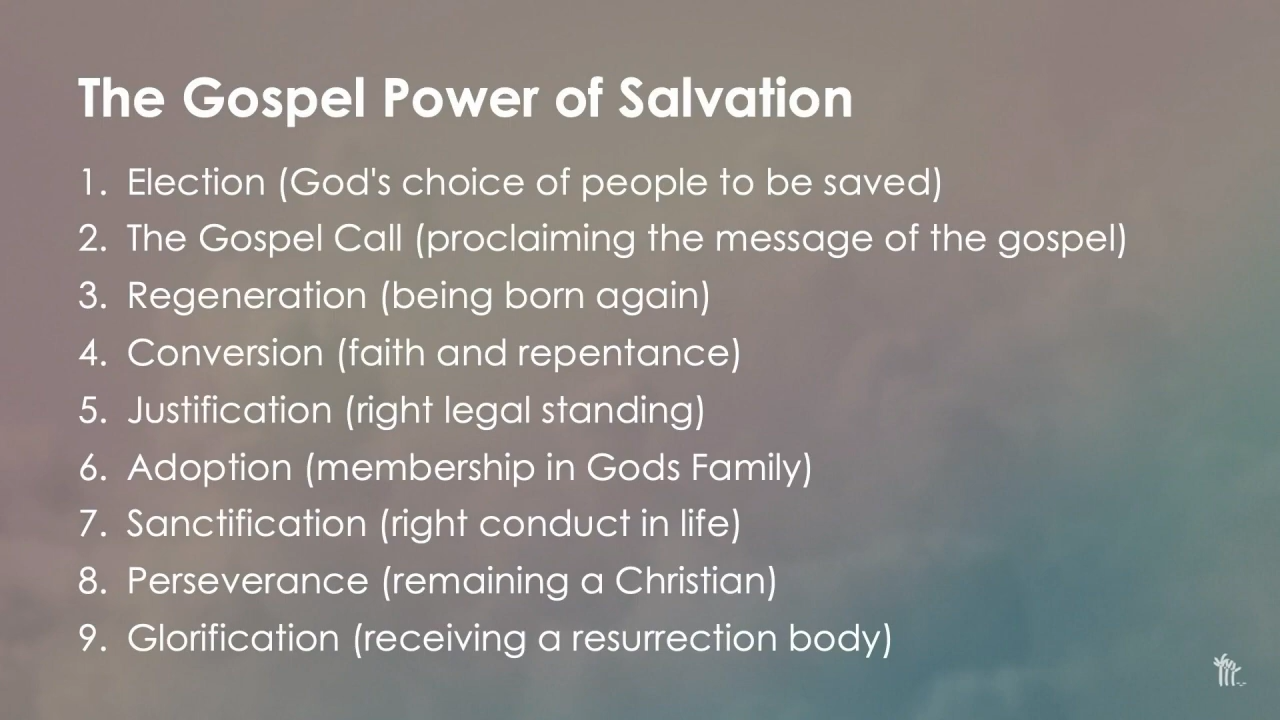 The Gospel Power of Salvation
1. Election (God's choice of people to be saved)
2. The Gospel Call (proclaiming the message of the gospel)
3. Regeneration (being born again)
4. Conversion (faith and repentance)
5. Justification (right legal standing)
6. Adoption (membership in Gods Family)
7. Sanctification (right conduct in life)
8. Perseverance (remaining a Christian)
9. Glorification (receiving a resurrection body)